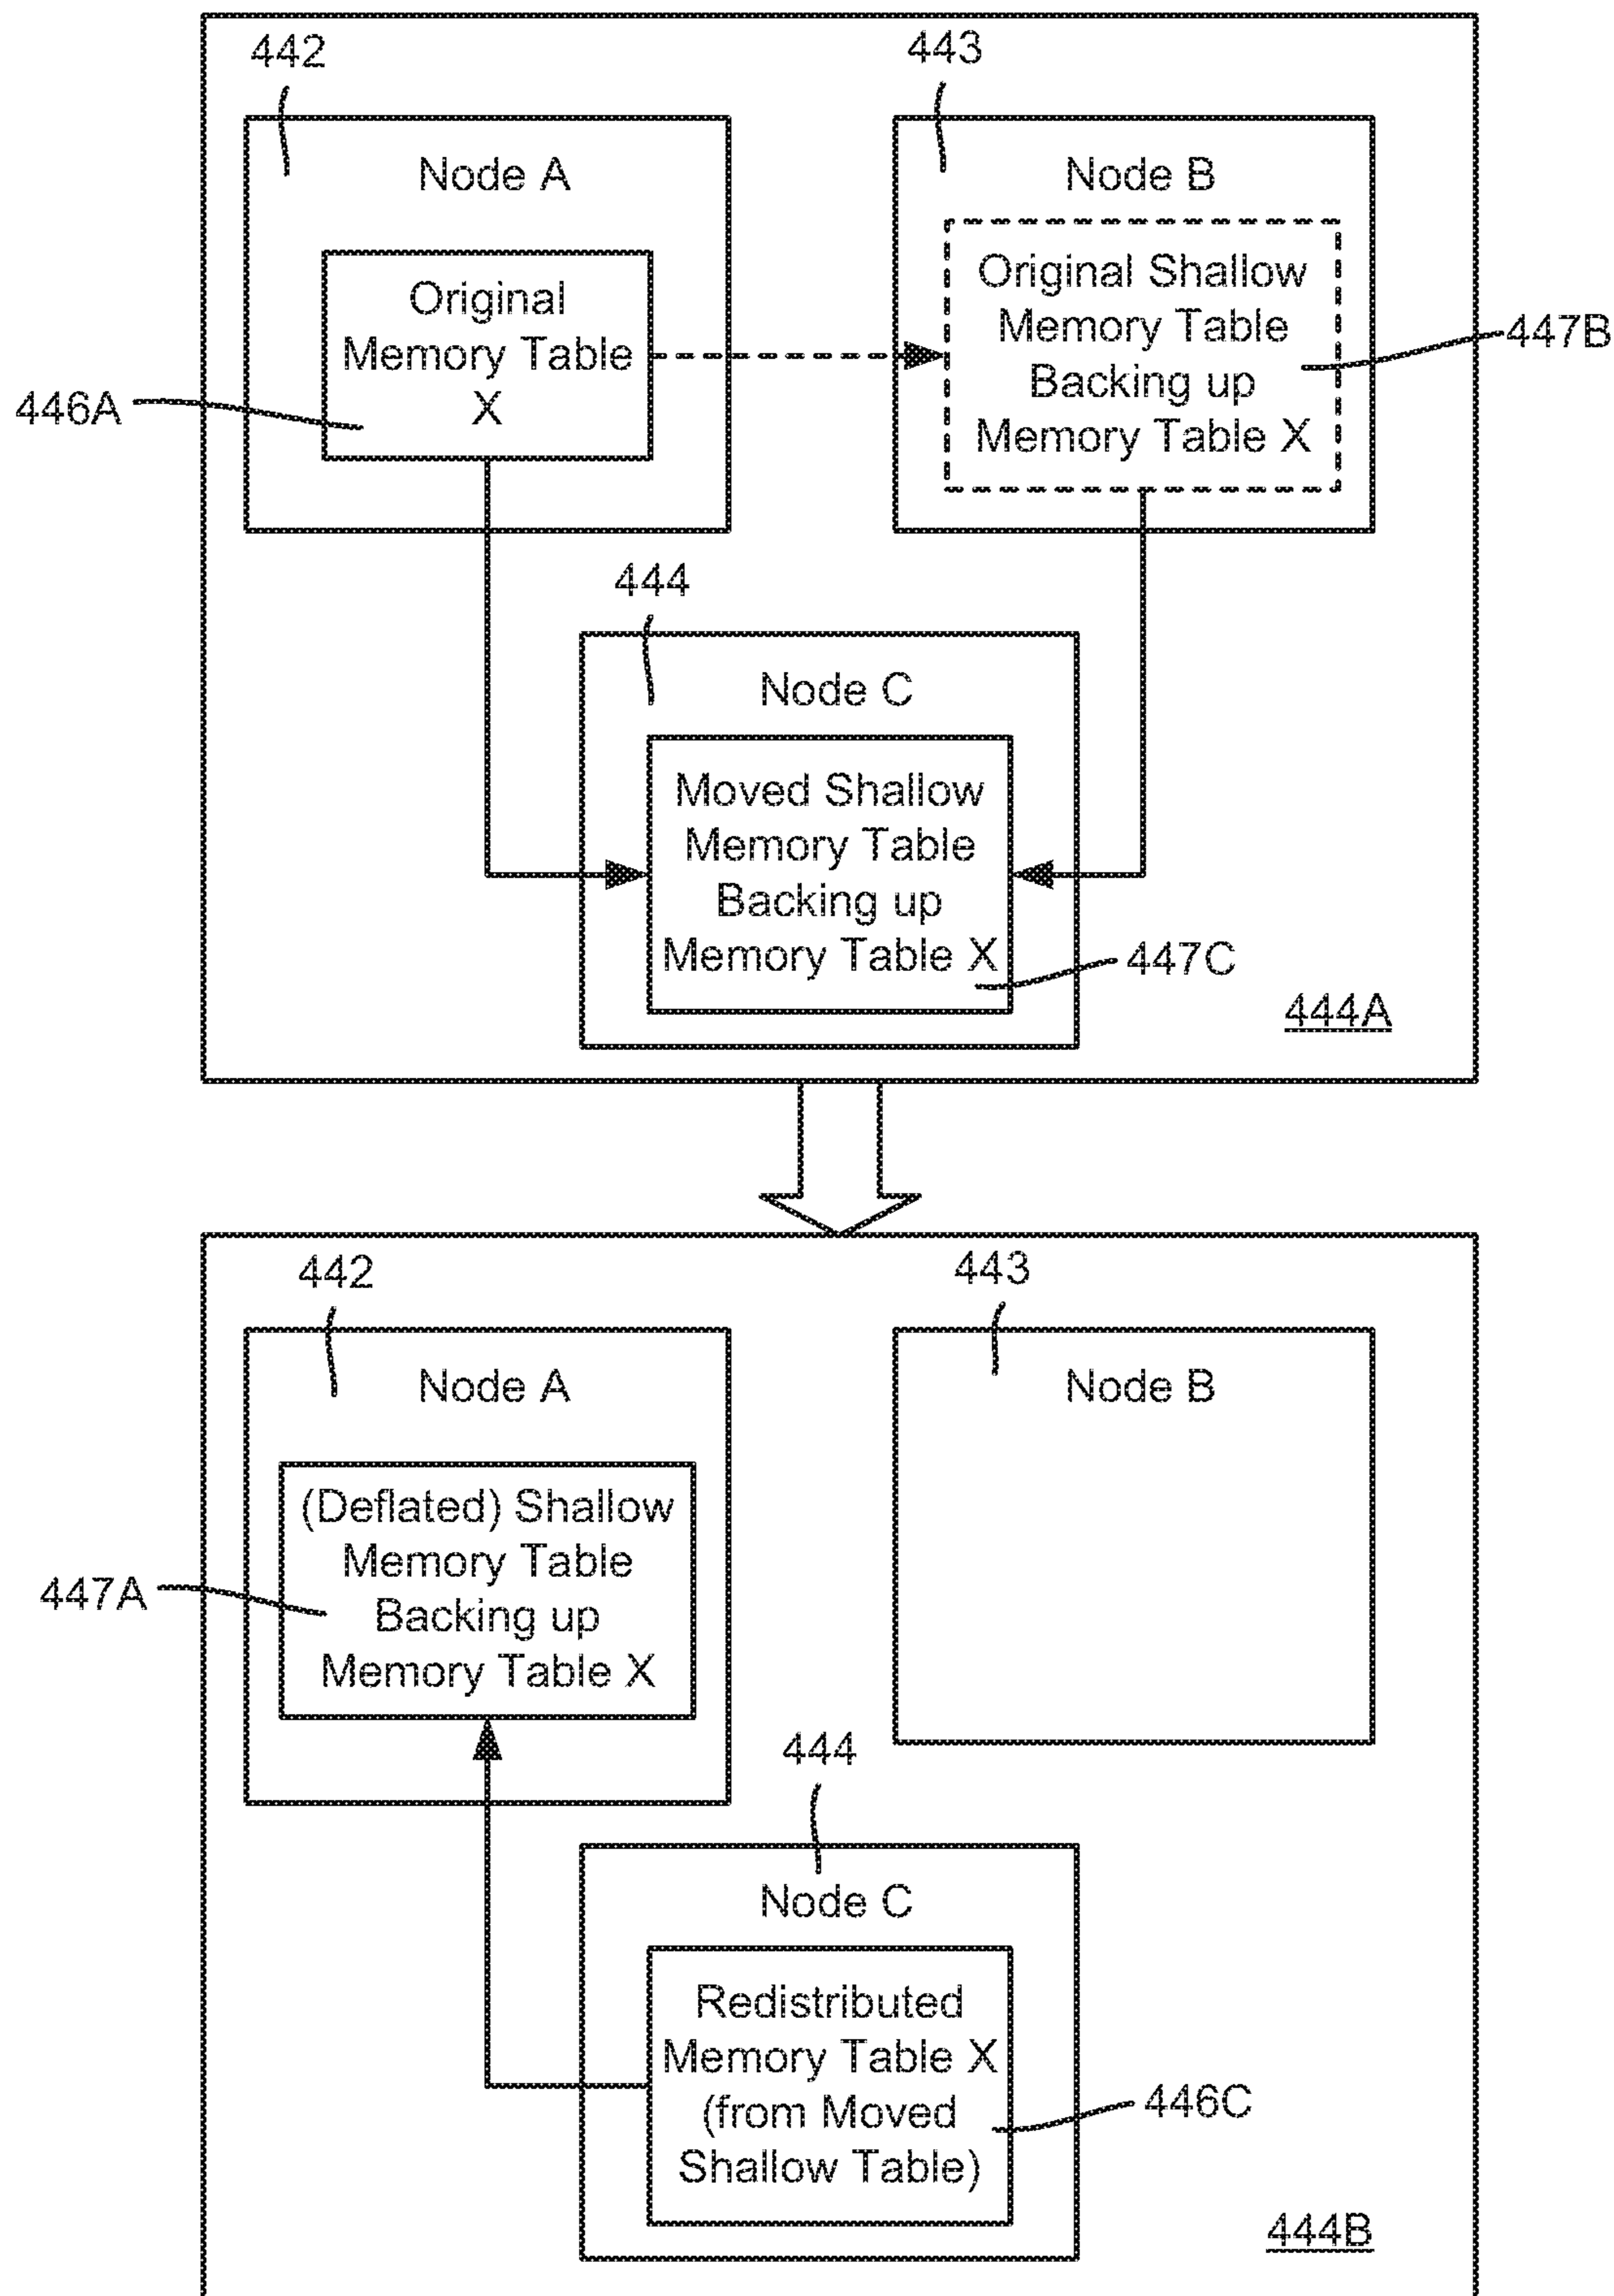 442
443
Node A
Node B
Original
Memory Table
X
Original Shallow
Memory Table
Backing up
Memory Table X
447B
446A
444
Node C
Moved Shallow
Memory Table
Backing up
Memory Table X
447C
444A
442
443
Node A
Node B
(Deflated) Shallow
Memory Table
Backing up
Memory Table X
447A
444
Node C
Redistributed
Memory Table X
(from Moved
Shallow Table)
446C
444B